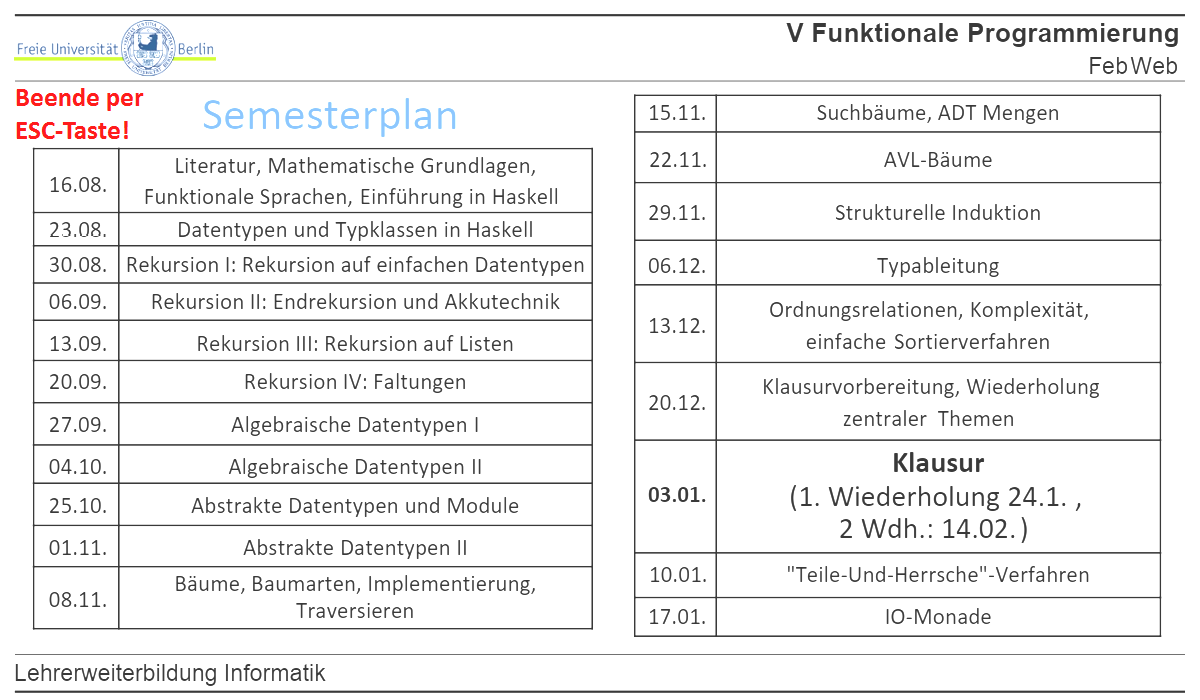 Freie Universität Berlin
V Funktionale Programmierung
FebWeb
Beende per
ESC-Taste!
Semesterplan
16.08. Literatur, Mathematische Grundlagen,
Funktionale Sprachen, Einführung in Haskell
23.08. Datentypen und Typklassen in Haskell
30.08. Rekursion I: Rekursion auf einfachen Datentypen
06.09. Rekursion II: Endrekursion und Akkutechnik
13.09. Rekursion III: Rekursion auf Listen
20.09. Rekursion IV: Faltungen
27.09. Algebraische Datentypen I
04.10. Algebraische Datentypen II
25.10. Abstrakte Datentypen und Module
01.11. Abstrakte Datentypen II
08.11. Bäume, Baumarten, Implementierung,
Traversieren
15.11. Suchbäume, ADT Mengen
22.11. AVL-Bäume
29.11. Strukturelle Induktion
06.12. Typableitung
13.12. Ordnungsrelationen, Komplexität,
einfache Sortierverfahren
20.12. Klausurvorbereitung, Wiederholung
zentraler Themen
03.01. Klausur
(1. Wiederholung 24.1. ,
2 Wdh.: 14.02. )
10.01. "Teile-Und-Herrsche"-Verfahren
17.01. IO-Monade
Lehrerweiterbildung Informatik